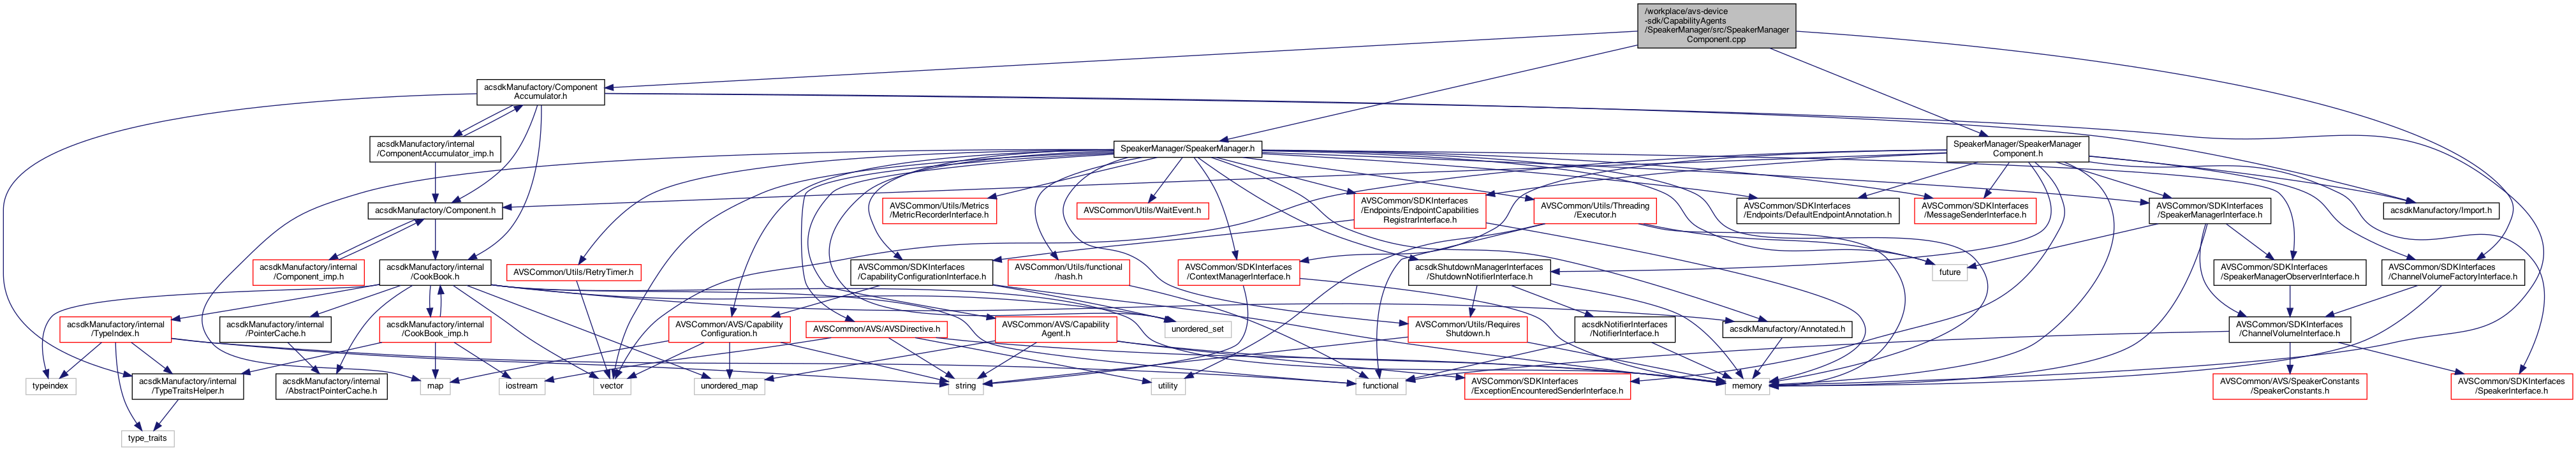 /workplace/avs-device
-sdk/CapabilityAgents
/SpeakerManager/src/SpeakerManager
Component.cpp
acsdkManufactory/Component
Accumulator.h
acsdkManufactory/internal
/ComponentAccumulator_imp.h
SpeakerManager/SpeakerManager.h
SpeakerManager/SpeakerManager
Component.h
acsdkManufactory/Component.h
AVSCommon/Utils/Metrics
/MetricRecorderInterface.h
AVSCommon/Utils/WaitEvent.h
AVSCommon/SDKInterfaces
/Endpoints/EndpointCapabilities
RegistrarInterface.h
AVSCommon/Utils/Threading
/Executor.h
AVSCommon/SDKInterfaces
/Endpoints/DefaultEndpointAnnotation.h
AVSCommon/SDKInterfaces
/MessageSenderInterface.h
AVSCommon/SDKInterfaces
/SpeakerManagerInterface.h
acsdkManufactory/Import.h
acsdkManufactory/internal
/Component_imp.h
acsdkManufactory/internal
/CookBook.h
AVSCommon/Utils/RetryTimer.h
AVSCommon/SDKInterfaces
/CapabilityConfigurationInterface.h
AVSCommon/Utils/functional
/hash.h
AVSCommon/SDKInterfaces
/ContextManagerInterface.h
acsdkShutdownManagerInterfaces
/ShutdownNotifierInterface.h
future
AVSCommon/SDKInterfaces
/SpeakerManagerObserverInterface.h
AVSCommon/SDKInterfaces
/ChannelVolumeFactoryInterface.h
acsdkManufactory/internal
/TypeIndex.h
acsdkManufactory/internal
/PointerCache.h
acsdkManufactory/internal
/CookBook_imp.h
AVSCommon/AVS/Capability
Configuration.h
AVSCommon/AVS/AVSDirective.h
AVSCommon/AVS/Capability
Agent.h
unordered_set
AVSCommon/Utils/Requires
Shutdown.h
acsdkNotifierInterfaces
/NotifierInterface.h
acsdkManufactory/Annotated.h
AVSCommon/SDKInterfaces
/ChannelVolumeInterface.h
typeindex
acsdkManufactory/internal
/TypeTraitsHelper.h
acsdkManufactory/internal
/AbstractPointerCache.h
map
iostream
vector
unordered_map
string
utility
functional
AVSCommon/SDKInterfaces
/ExceptionEncounteredSenderInterface.h
memory
AVSCommon/AVS/SpeakerConstants
/SpeakerConstants.h
AVSCommon/SDKInterfaces
/SpeakerInterface.h
type_traits